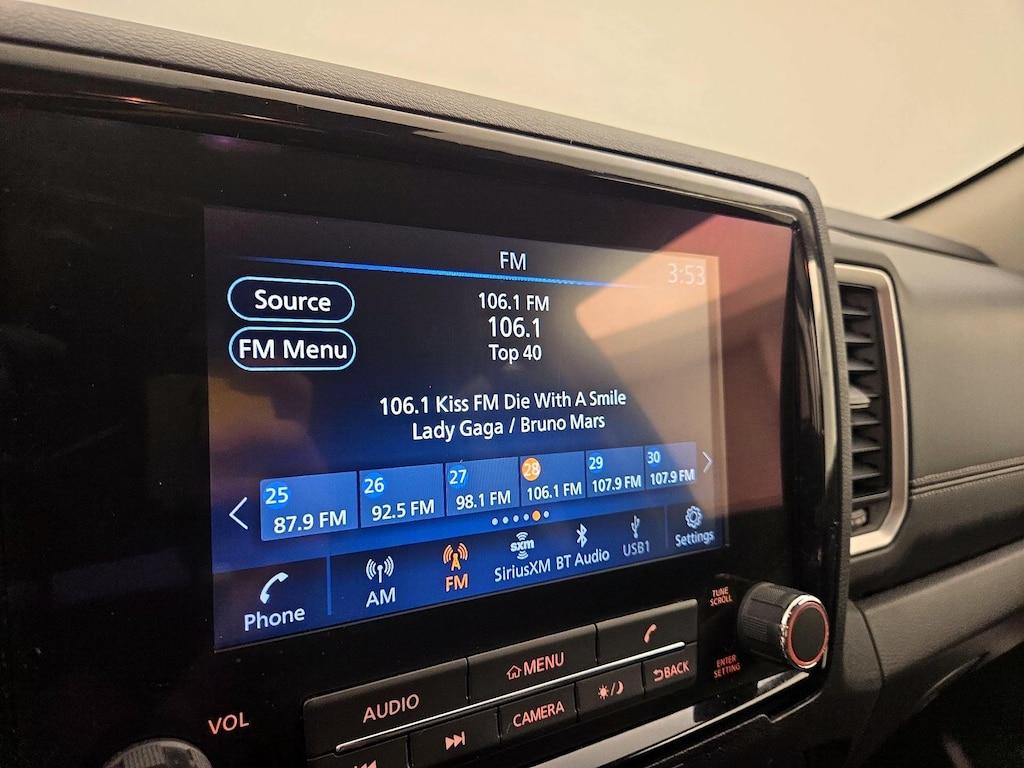 FM
3:53
Source
106.1 FM
106.1
FM Menu
Top 40
106.1 Kiss FM Die With A Smile
Lady Gaga / Bruno Mars
25
87.9 FM
26
92.5 FM
27
98.1 FM
28
106.1 FM
29
107.9 FM
30
107.9 FM
Phone
AM
FM
sxm
SiriusXM
BT Audio
USB1
Settings
TUNE
SCROLL
MENU
BACK
ENTER
SETTING
AUDIO
CAMERA
VOL